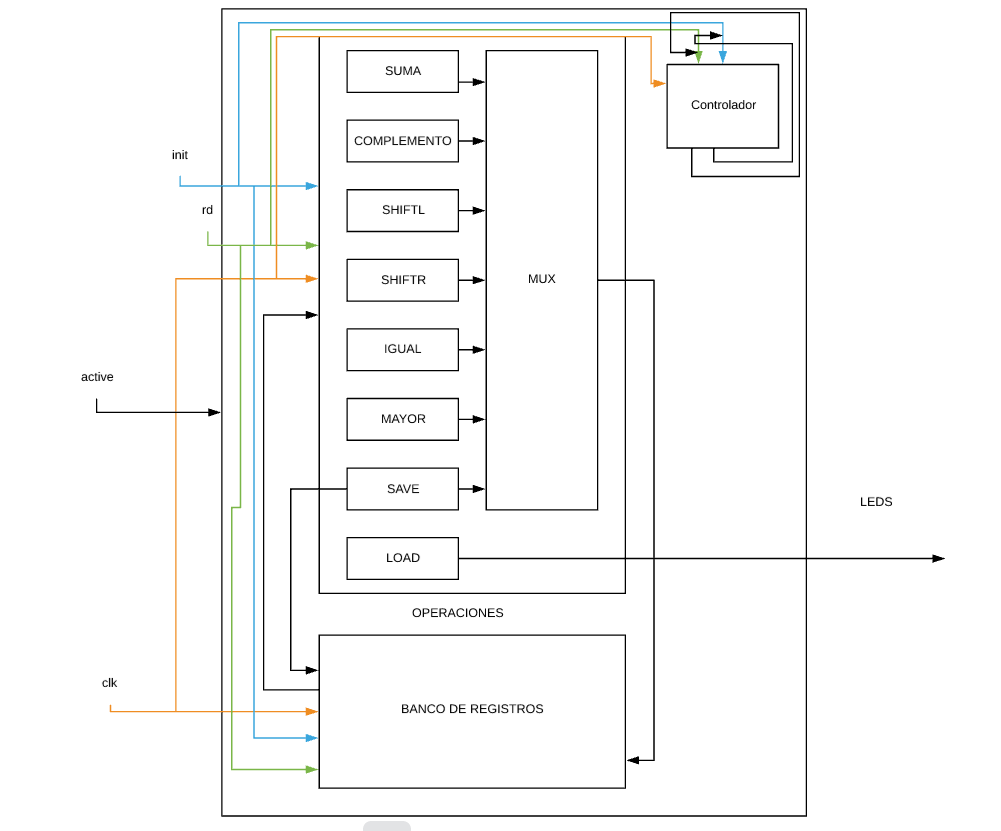 SUMA
Controlador
COMPLEMENTO
init
rd
SHIFTL
SHIFTR
MUX
IGUAL
active
MAYOR
SAVE
LEDS
LOAD
OPERACIONES
clk
BANCO DE REGISTROS